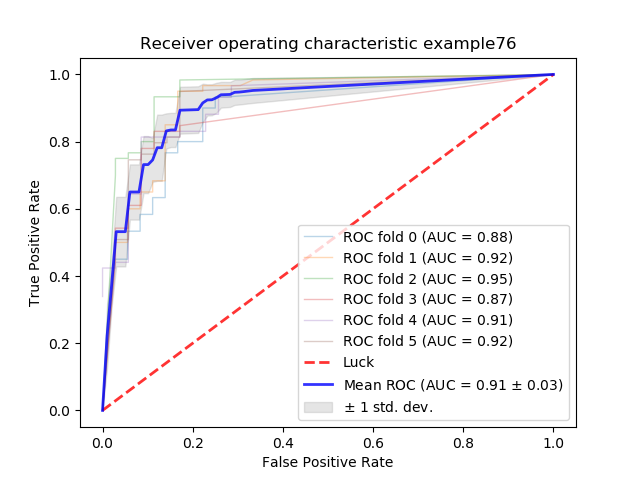 Receiver operating characteristic example76
1.0
0.8
0.6
0.4
0.2
0.0
True Positive Rate
ROC fold 0 (AUC = 0.88)
ROC fold 1 (AUC = 0.92)
ROC fold 2 (AUC = 0.95)
ROC fold 3 (AUC = 0.87)
ROC fold 4 (AUC = 0.91)
ROC fold 5 (AUC = 0.92)
Luck
Mean ROC (AUC = 0.91 ± 0.03)
± 1 std. dev.
0.0 0.2 0.4 0.6 0.8 1.0
False Positive Rate